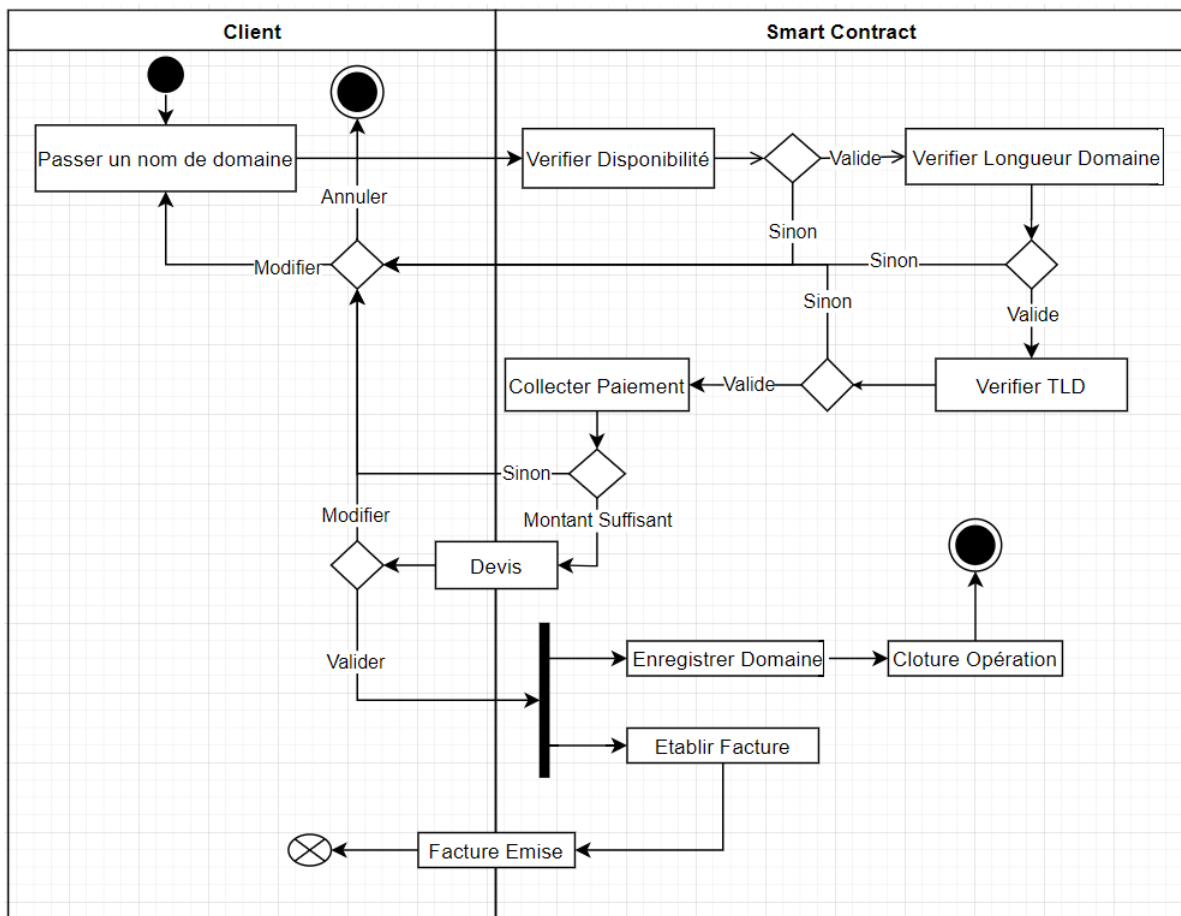 Client
Smart Contract
Passer un nom de domaine
Verifier Disponibilité
Valide
Verifier Longueur Domaine
Annuler
Sinon
Modifier
Sinon
Sinon
Valide
Collecter Paiement
Valide
Verifier TLD
Sinon
Modifier
Montant Suffisant
Devis
Valider
Enregistrer Domaine
Cloture Opération
Etablir Facture
Facture Emise